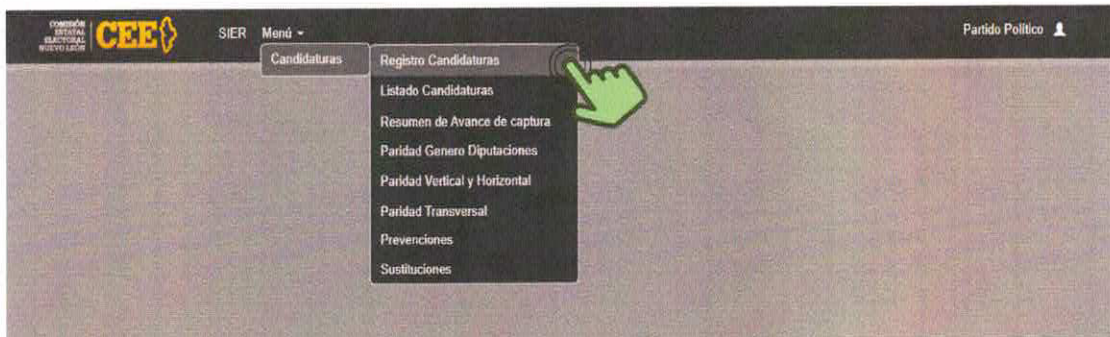 COMISIÓN
ESTATAL
ELECTORAL
NUEVO LEÓN
CEE
SIER Menú
Partido Político
Candidaturas
Registro Candidaturas
Listado Candidaturas
Resumen de Avance de captura
Paridad Genero Diputaciones
Paridad Vertical y Horizontal
Paridad Transversal
Prevenciones
Sustituciones